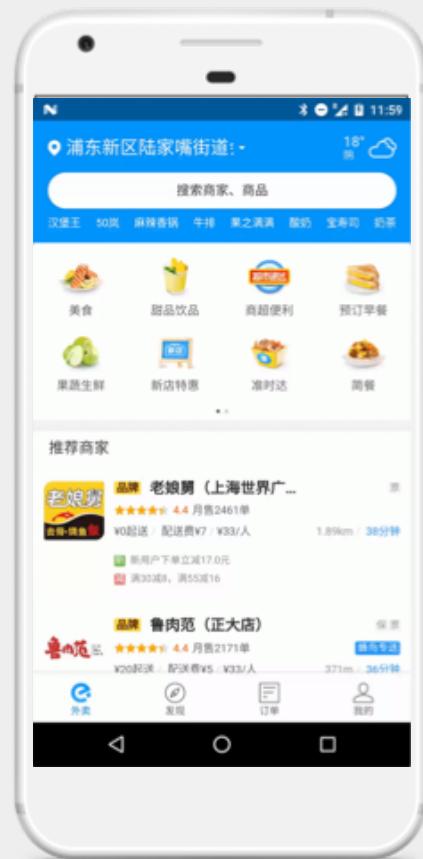 11:59
浦东新区陆家嘴街道
18°
搜索商家、商品
汉堡王 50岚 麻辣香锅 牛排 果之满满 酸奶 宝寿司 奶茶
美食 甜品饮品 商超便利 预订早餐
果蔬生鲜 新店特惠 准时达 简餐
推荐商家
老娘舅
品牌 老娘舅（上海世界广... 票
4.4 月售2461单
¥0起送 / 配送费¥7 / ¥33/人 1.89km / 38分钟
新用户下单立减17.0元
满30减8，满55减16
鲁肉范
品牌 鲁肉范（正大店） 保 票
4.4 月售2171单 蜂鸟专送
¥20起送 / 配送费¥5 / ¥33/人 371m / 36分钟
外卖 发现 订单 我的